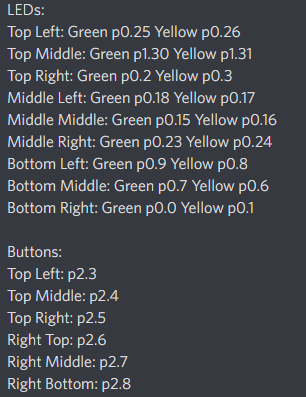 LEDs:
Top Left: Green p0.25 Yellow p0.26
Top Middle: Green p1.30 Yellow p1.31
Top Right: Green p0.2 Yellow p0.3
Middle Left: Green p0.18 Yellow p0.17
Middle Middle: Green p0.15 Yellow p0.16
Middle Right: Green p0.23 Yellow p0.24
Bottom Left: Green p0.9 Yellow p0.8
Bottom Middle: Green p0.7 Yellow p0.6
Bottom Right: Green p0.0 Yellow p0.1
Buttons:
Top Left: p2.3
Top Middle: p2.4
Top Right: p2.5
Right Top: p2.6
Right Middle: p2.7
Right Bottom: p2.8